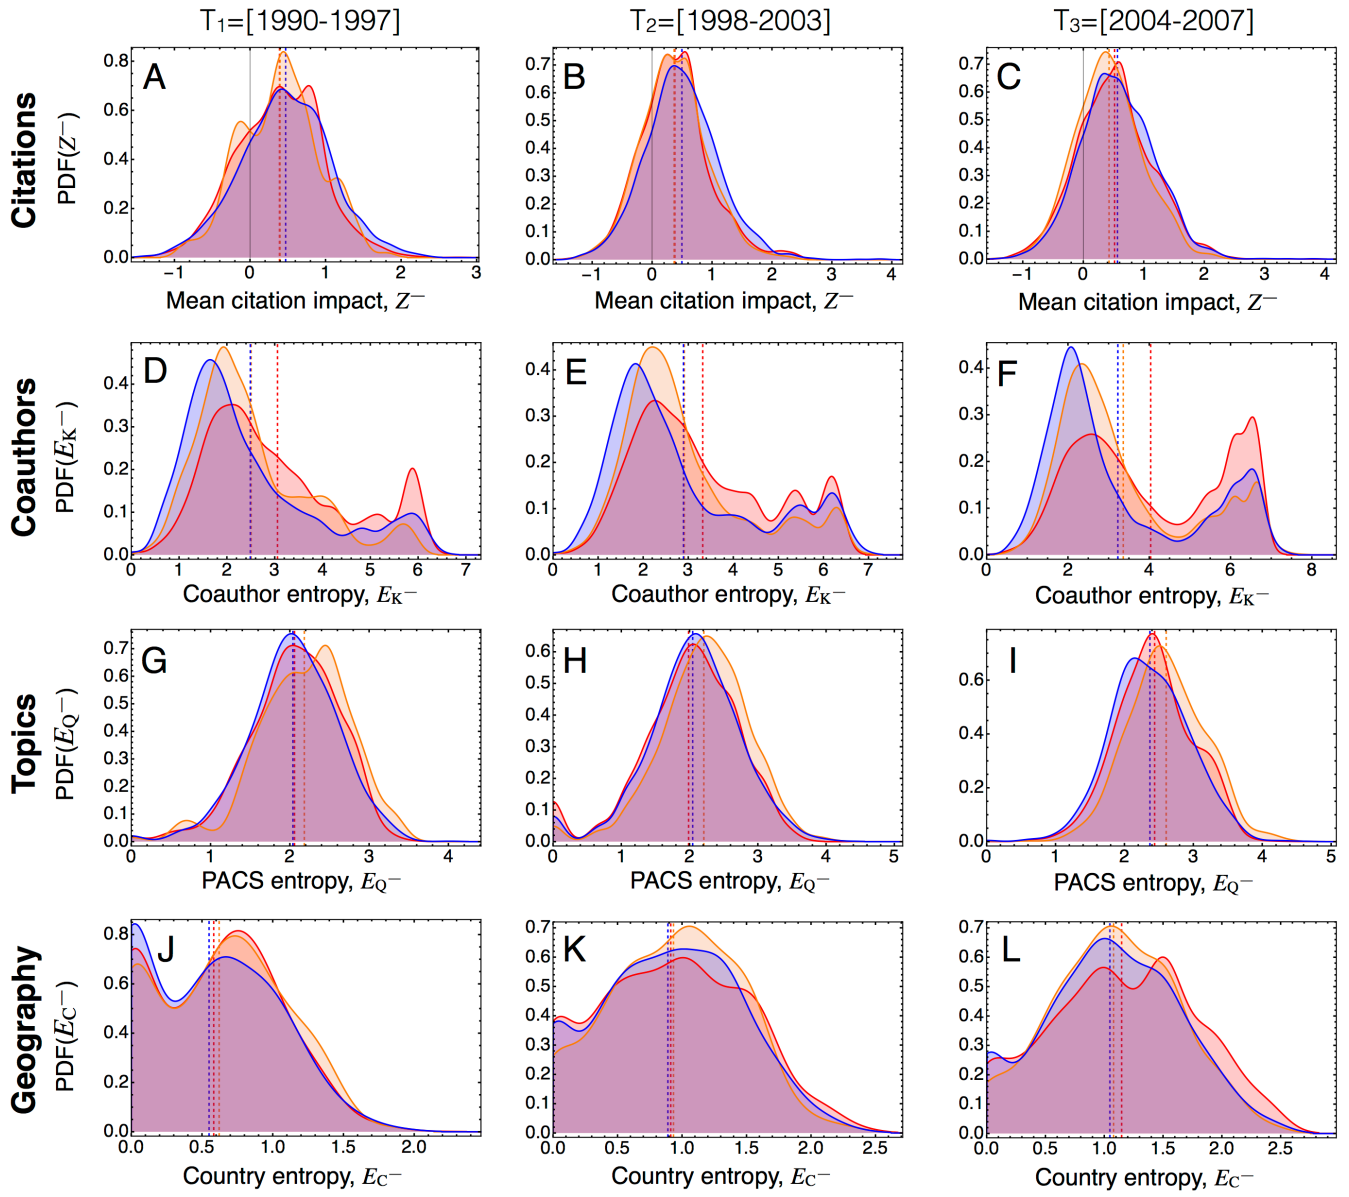 T₁=[1990-1997]
T₂=[1998-2003]
T₃=[2004-2007]
Citations
PDF(Z⁻)
A
0.8
0.6
0.4
0.2
0.0
−1 0 1 2 3
Mean citation impact, Z⁻
B
0.7
0.6
0.5
0.4
0.3
0.2
0.1
0.0
−1 0 1 2 3 4
Mean citation impact, Z⁻
C
0.7
0.6
0.5
0.4
0.3
0.2
0.1
0.0
−1 0 1 2 3 4
Mean citation impact, Z⁻
Coauthors
PDF(E_K⁻)
D
0.4
0.3
0.2
0.1
0.0
0 1 2 3 4 5 6 7
Coauthor entropy, E_K⁻
E
0.4
0.3
0.2
0.1
0.0
0 1 2 3 4 5 6 7
Coauthor entropy, E_K⁻
F
0.4
0.3
0.2
0.1
0.0
0 2 4 6 8
Coauthor entropy, E_K⁻
Topics
PDF(E_Q⁻)
G
0.7
0.6
0.5
0.4
0.3
0.2
0.1
0.0
0 1 2 3 4
PACS entropy, E_Q⁻
H
0.6
0.5
0.4
0.3
0.2
0.1
0.0
0 1 2 3 4 5
PACS entropy, E_Q⁻
I
0.6
0.4
0.2
0.0
0 1 2 3 4 5
PACS entropy, E_Q⁻
Geography
PDF(E_C⁻)
J
0.8
0.6
0.4
0.2
0.0
0.0 0.5 1.0 1.5 2.0
Country entropy, E_C⁻
K
0.7
0.6
0.5
0.4
0.3
0.2
0.1
0.0
0.0 0.5 1.0 1.5 2.0 2.5
Country entropy, E_C⁻
L
0.7
0.6
0.5
0.4
0.3
0.2
0.1
0.0
0.0 0.5 1.0 1.5 2.0 2.5
Country entropy, E_C⁻